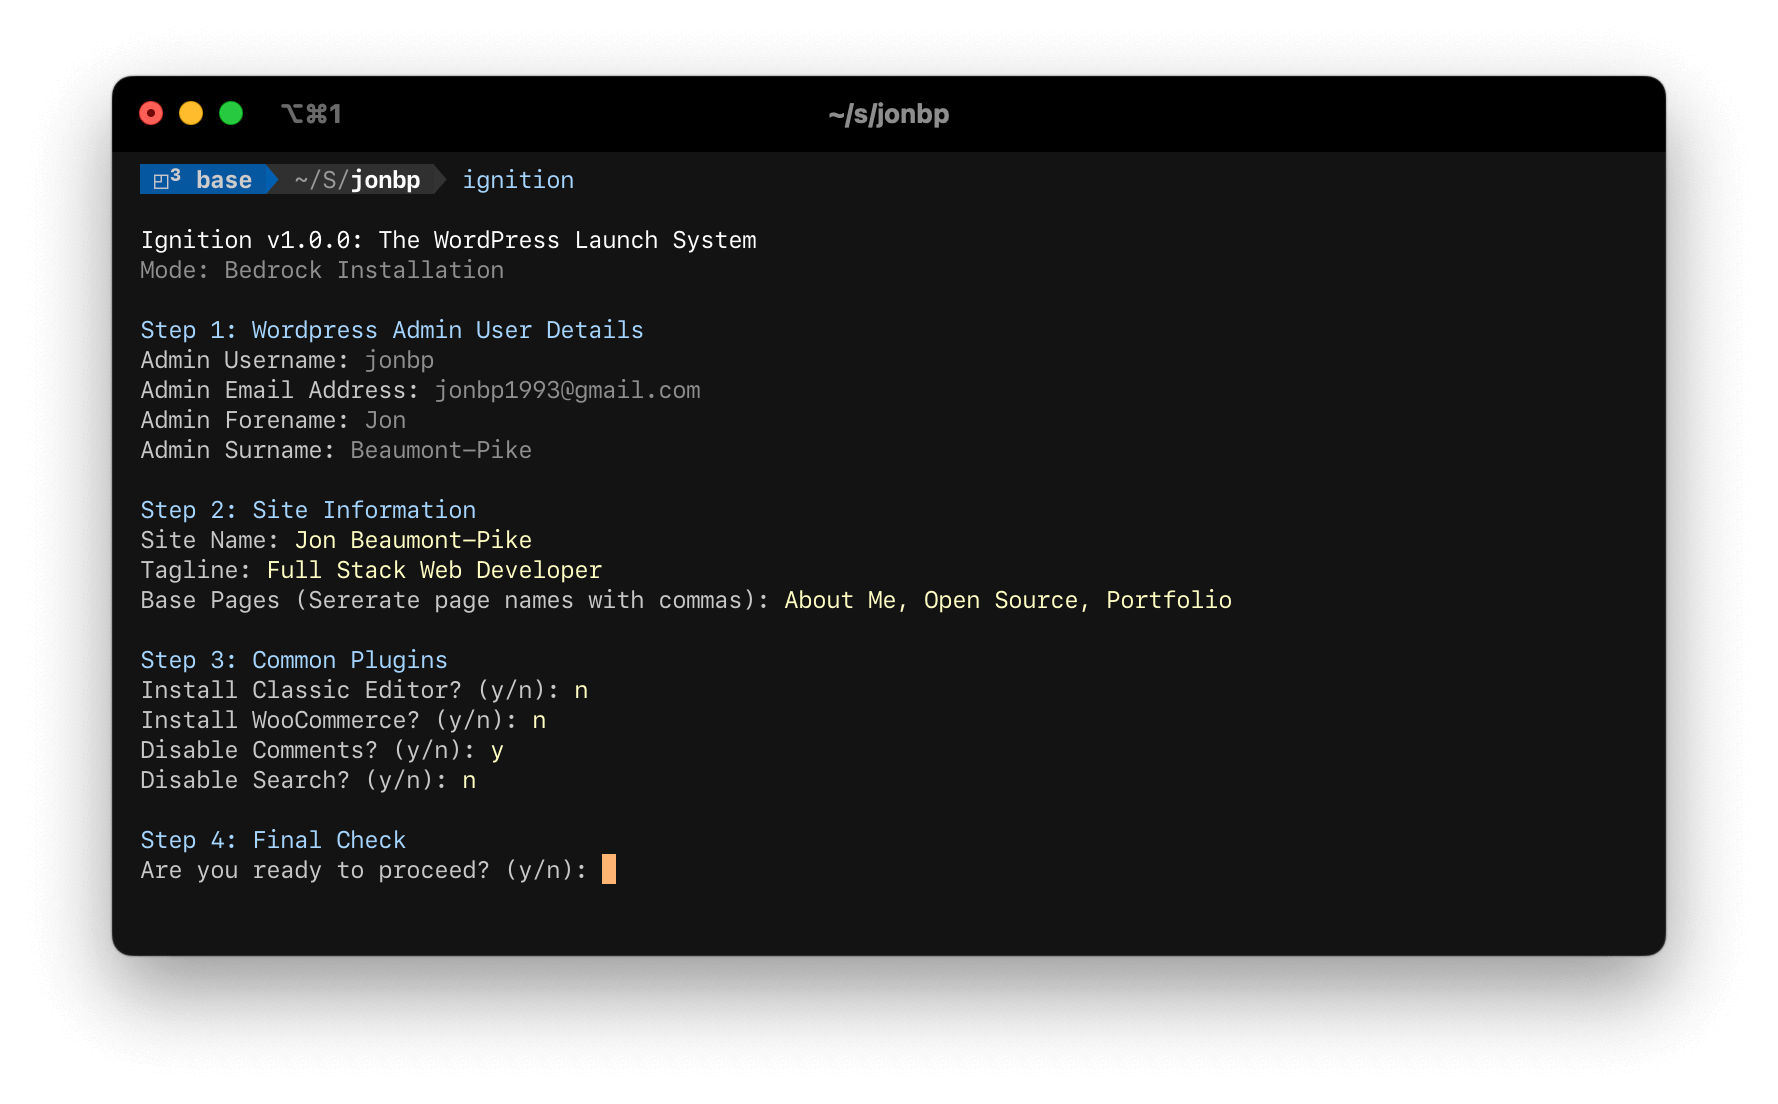 ⌥⌘1 ~/s/jonbp
◰³ base ~/S/jonbp ignition
Ignition v1.0.0: The WordPress Launch System
Mode: Bedrock Installation
Step 1: Wordpress Admin User Details
Admin Username: jonbp
Admin Email Address: jonbp1993@gmail.com
Admin Forename: Jon
Admin Surname: Beaumont-Pike
Step 2: Site Information
Site Name: Jon Beaumont-Pike
Tagline: Full Stack Web Developer
Base Pages (Sererate page names with commas): About Me, Open Source, Portfolio
Step 3: Common Plugins
Install Classic Editor? (y/n): n
Install WooCommerce? (y/n): n
Disable Comments? (y/n): y
Disable Search? (y/n): n
Step 4: Final Check
Are you ready to proceed? (y/n):